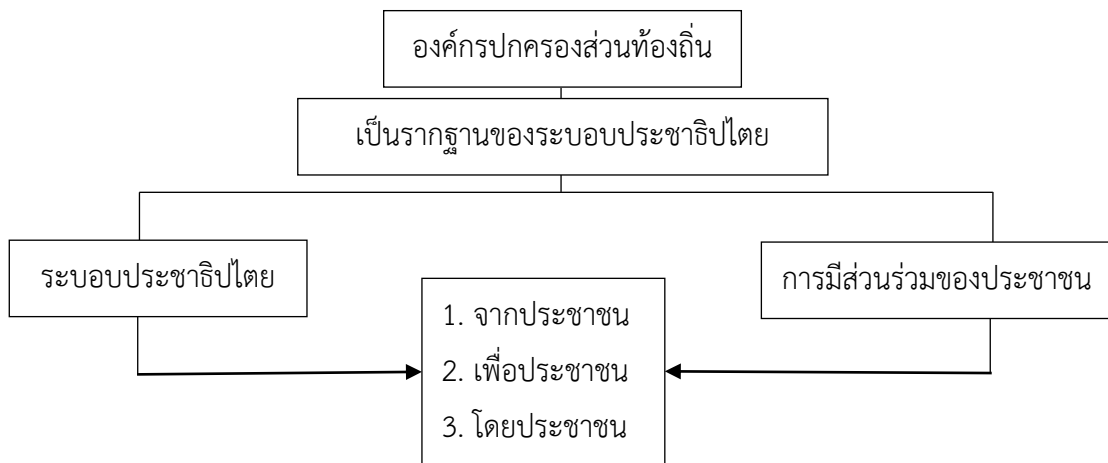 องค์กรปกครองส่วนท้องถิ่น
เป็นรากฐานของระบอบประชาธิปไตย
ระบอบประชาธิปไตย
การมีส่วนร่วมของประชาชน
1. จากประชาชน
2. เพื่อประชาชน
3. โดยประชาชน